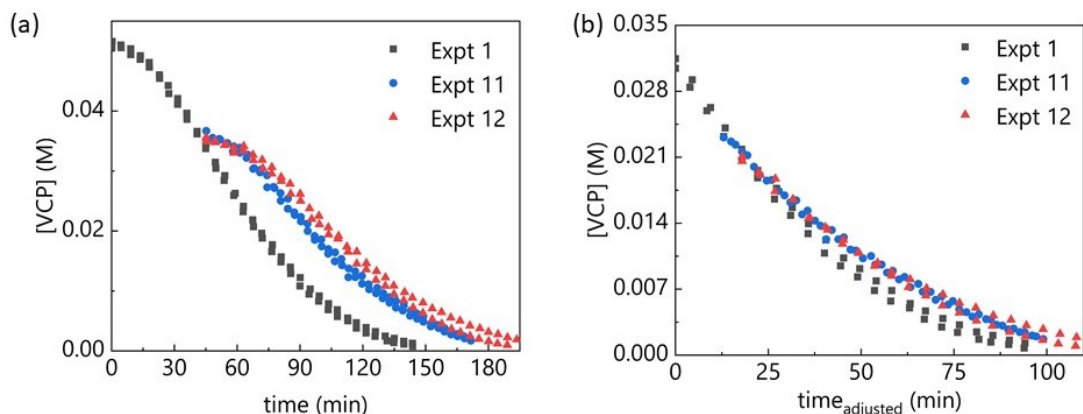 (a)
[VCP] (M)
0.04
0.02
0.00
Expt 1
Expt 11
Expt 12
0 30 60 90 120 150 180
time (min)
(b)
[VCP] (M)
0.035
0.028
0.021
0.014
0.007
0.000
Expt 1
Expt 11
Expt 12
0 25 50 75 100
time adjusted (min)